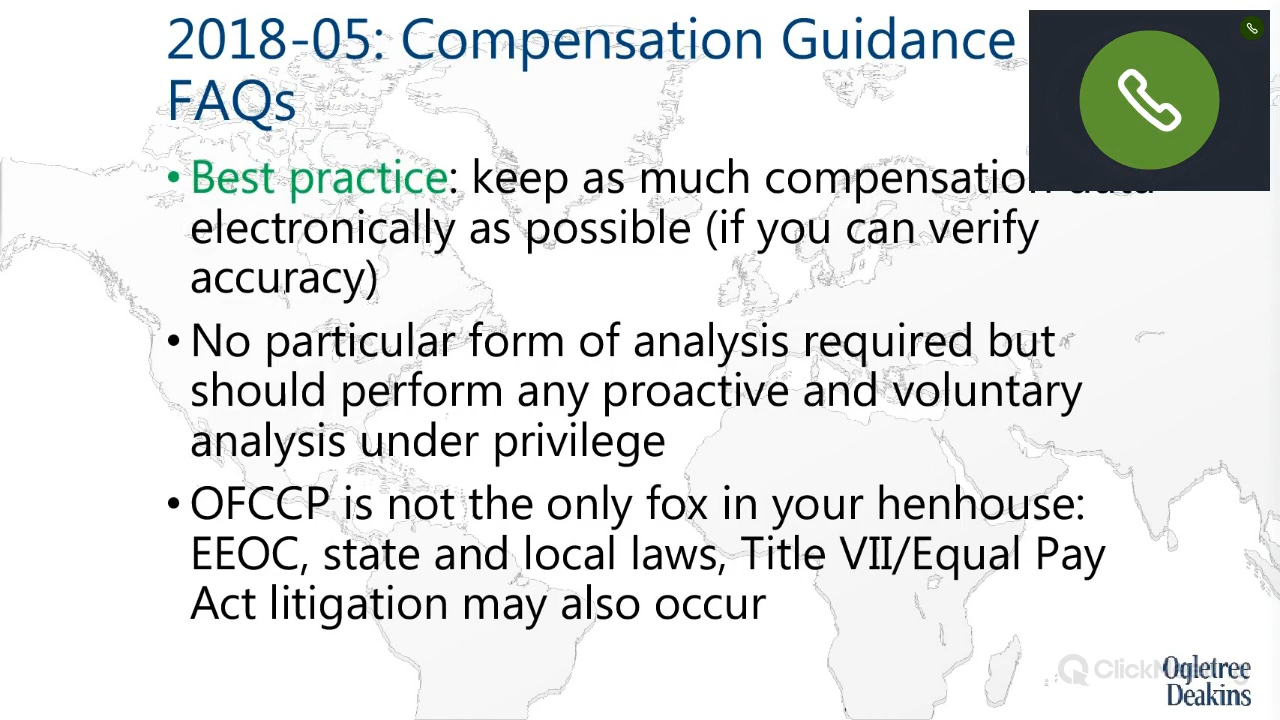 2018-05: Compensation Guidance
FAQs
• Best practice: keep as much compensation data
electronically as possible (if you can verify
accuracy)
• No particular form of analysis required but
should perform any proactive and voluntary
analysis under privilege
• OFCCP is not the only fox in your henhouse:
EEOC, state and local laws, Title VII/Equal Pay
Act litigation may also occur
Ogletree
Deakins